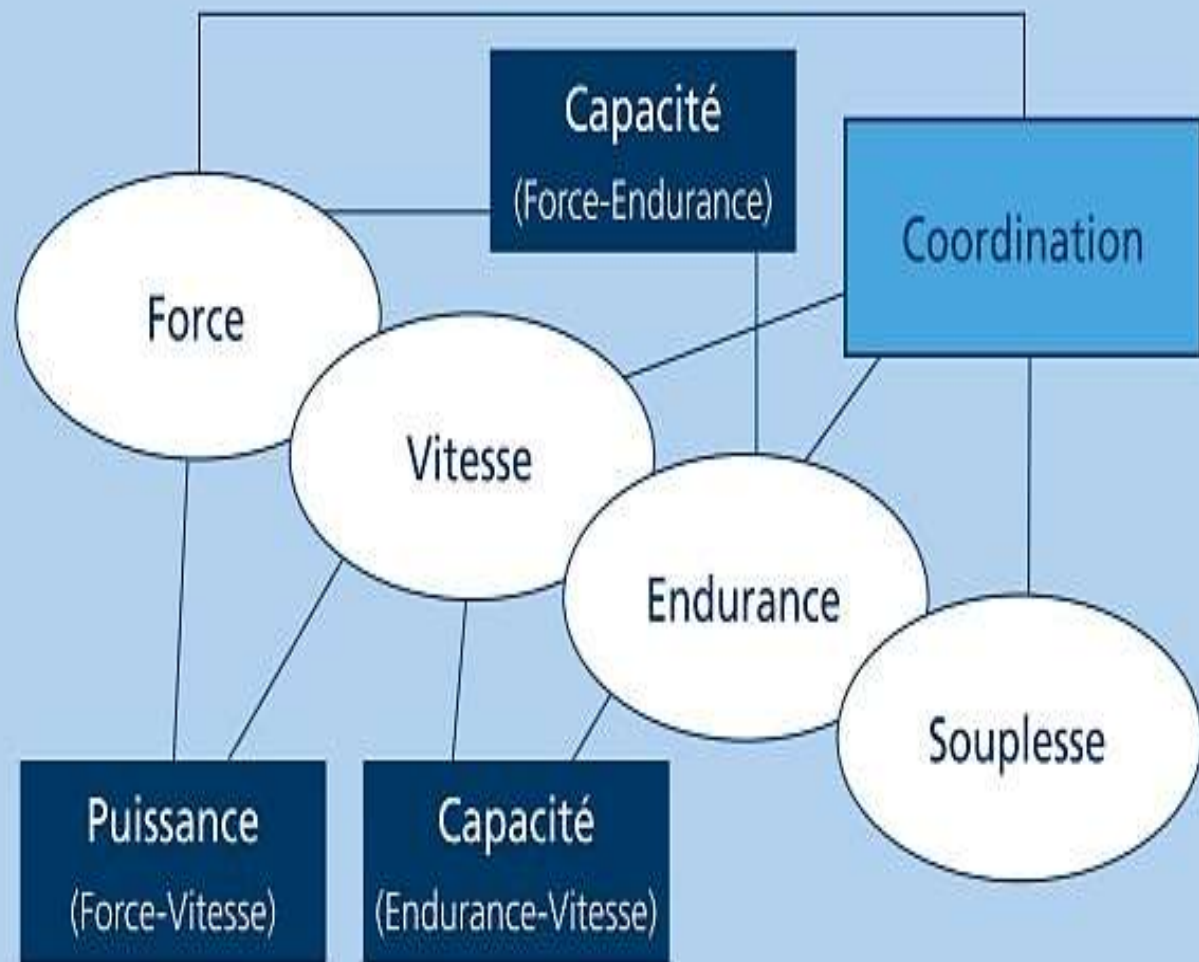 Capacité
(Force-Endurance)
Coordination
Force
Vitesse
Endurance
Souplesse
Puissance
(Force-Vitesse)
Capacité
(Endurance-Vitesse)